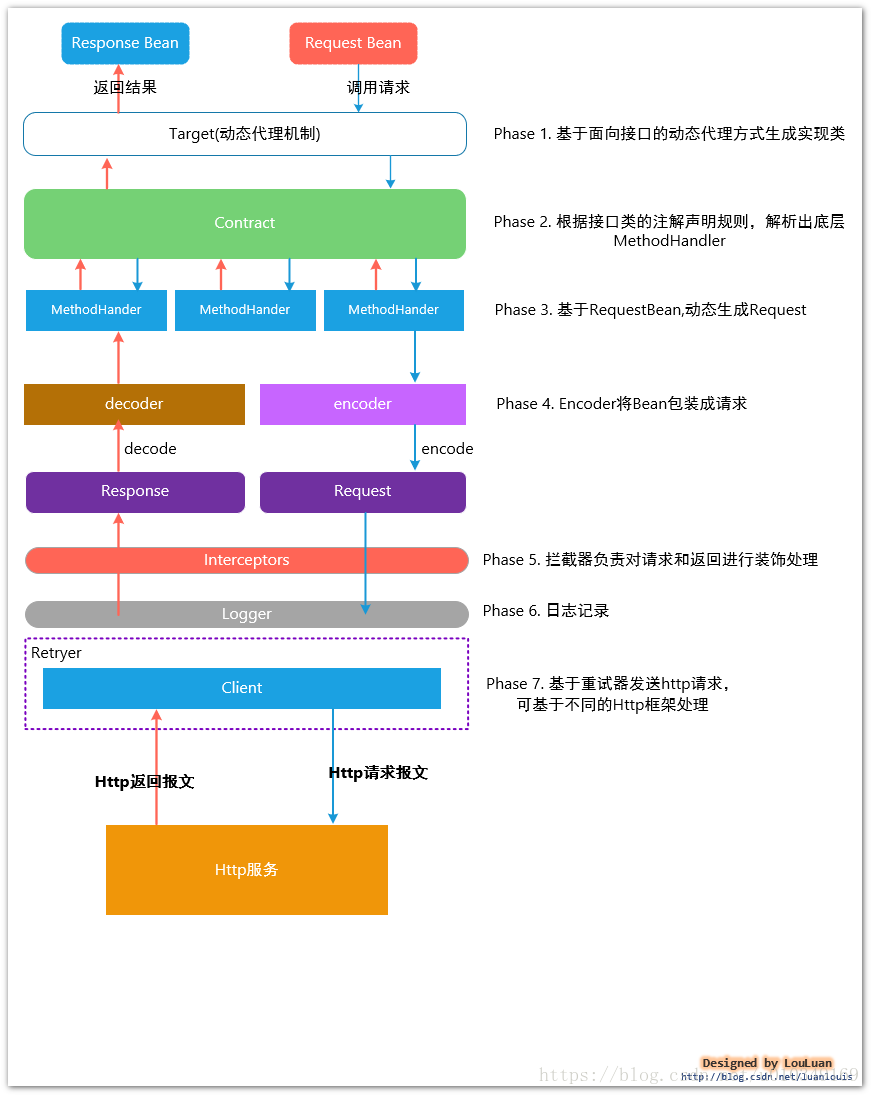 Response Bean
Request Bean
返回结果
调用请求
Target(动态代理机制)
Phase 1. 基于面向接口的动态代理方式生成实现类
Contract
Phase 2. 根据接口类的注解声明规则，解析出底层
MethodHandler
MethodHander
MethodHander
MethodHander
Phase 3. 基于RequestBean,动态生成Request
decoder
encoder
Phase 4. Encoder将Bean包装成请求
decode
encode
Response
Request
Interceptors
Phase 5. 拦截器负责对请求和返回进行装饰处理
Logger
Phase 6. 日志记录
Retryer
Client
Phase 7. 基于重试器发送http请求，
可基于不同的Http框架处理
Http返回报文
Http请求报文
Http服务
Designed by LouLuan
http://blog.csdn.net/luanlouis